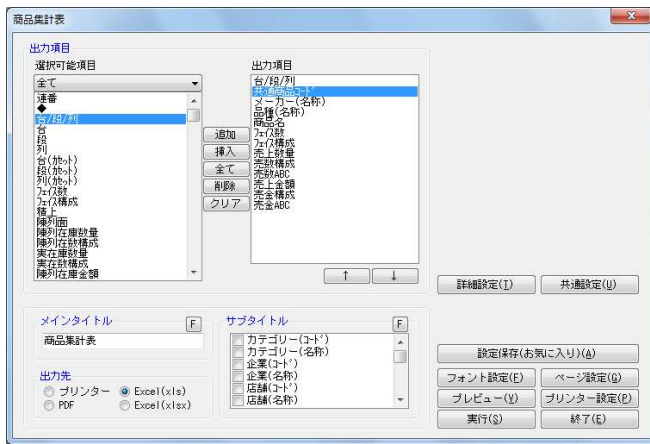 商品集計表
出力項目
選択可能項目
全て
連番
◆
台/段/列
台
段
列
台(ｶｾｯﾄ)
段(ｶｾｯﾄ)
列(ｶｾｯﾄ)
ﾌｪｲｽ数
ﾌｪｲｽ構成
積上
陳列面
陳列在庫数量
陳列在数構成
実在庫数量
実在数構成
陳列在庫金額
追加
挿入
全て
削除
クリア
出力項目
台/段/列
共通商品ｺｰﾄﾞ
メーカー(名称)
品種(名称)
商品名
ﾌｪｲｽ数
ﾌｪｲｽ構成
売上数量
売数構成
売数ABC
売上金額
売金構成
売金ABC
↑
↓
詳細設定(T)
共通設定(U)
メインタイトル
F
商品集計表
サブタイトル
F
カテゴリー(ｺｰﾄﾞ)
カテゴリー(名称)
企業(ｺｰﾄﾞ)
企業(名称)
店舗(ｺｰﾄﾞ)
店舗(名称)
出力先
プリンター
Excel(xls)
PDF
Excel(xlsx)
設定保存(お気に入り)(A)
フォント設定(F)
ページ設定(G)
プレビュー(V)
プリンター設定(P)
実行(S)
終了(E)